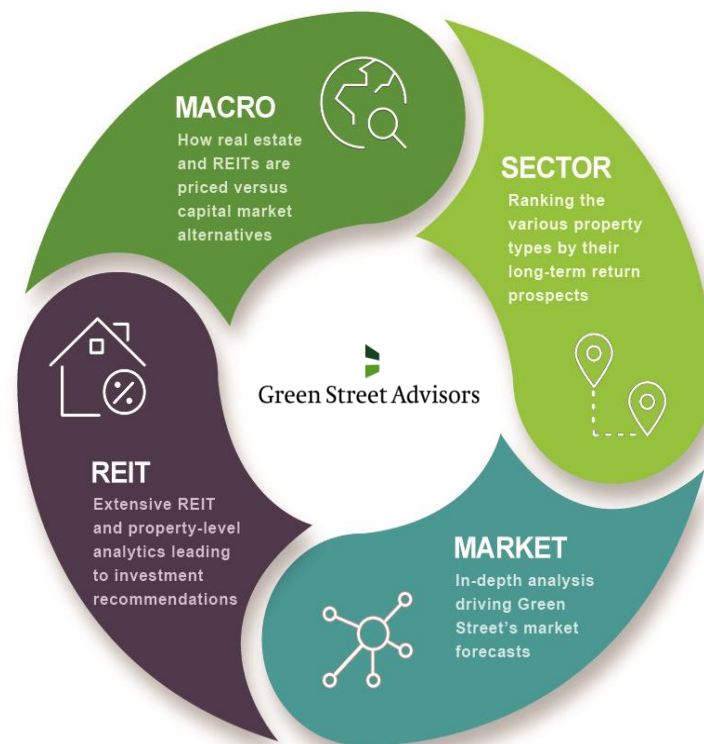 MACRO
How real estate
and REITs are
priced versus
capital market
alternatives
SECTOR
Ranking the
various property
types by their
long-term return
prospects
Green Street Advisors
REIT
Extensive REIT
and property-level
analytics leading
to investment
recommendations
MARKET
In-depth analysis
driving Green
Street's market
forecasts
%